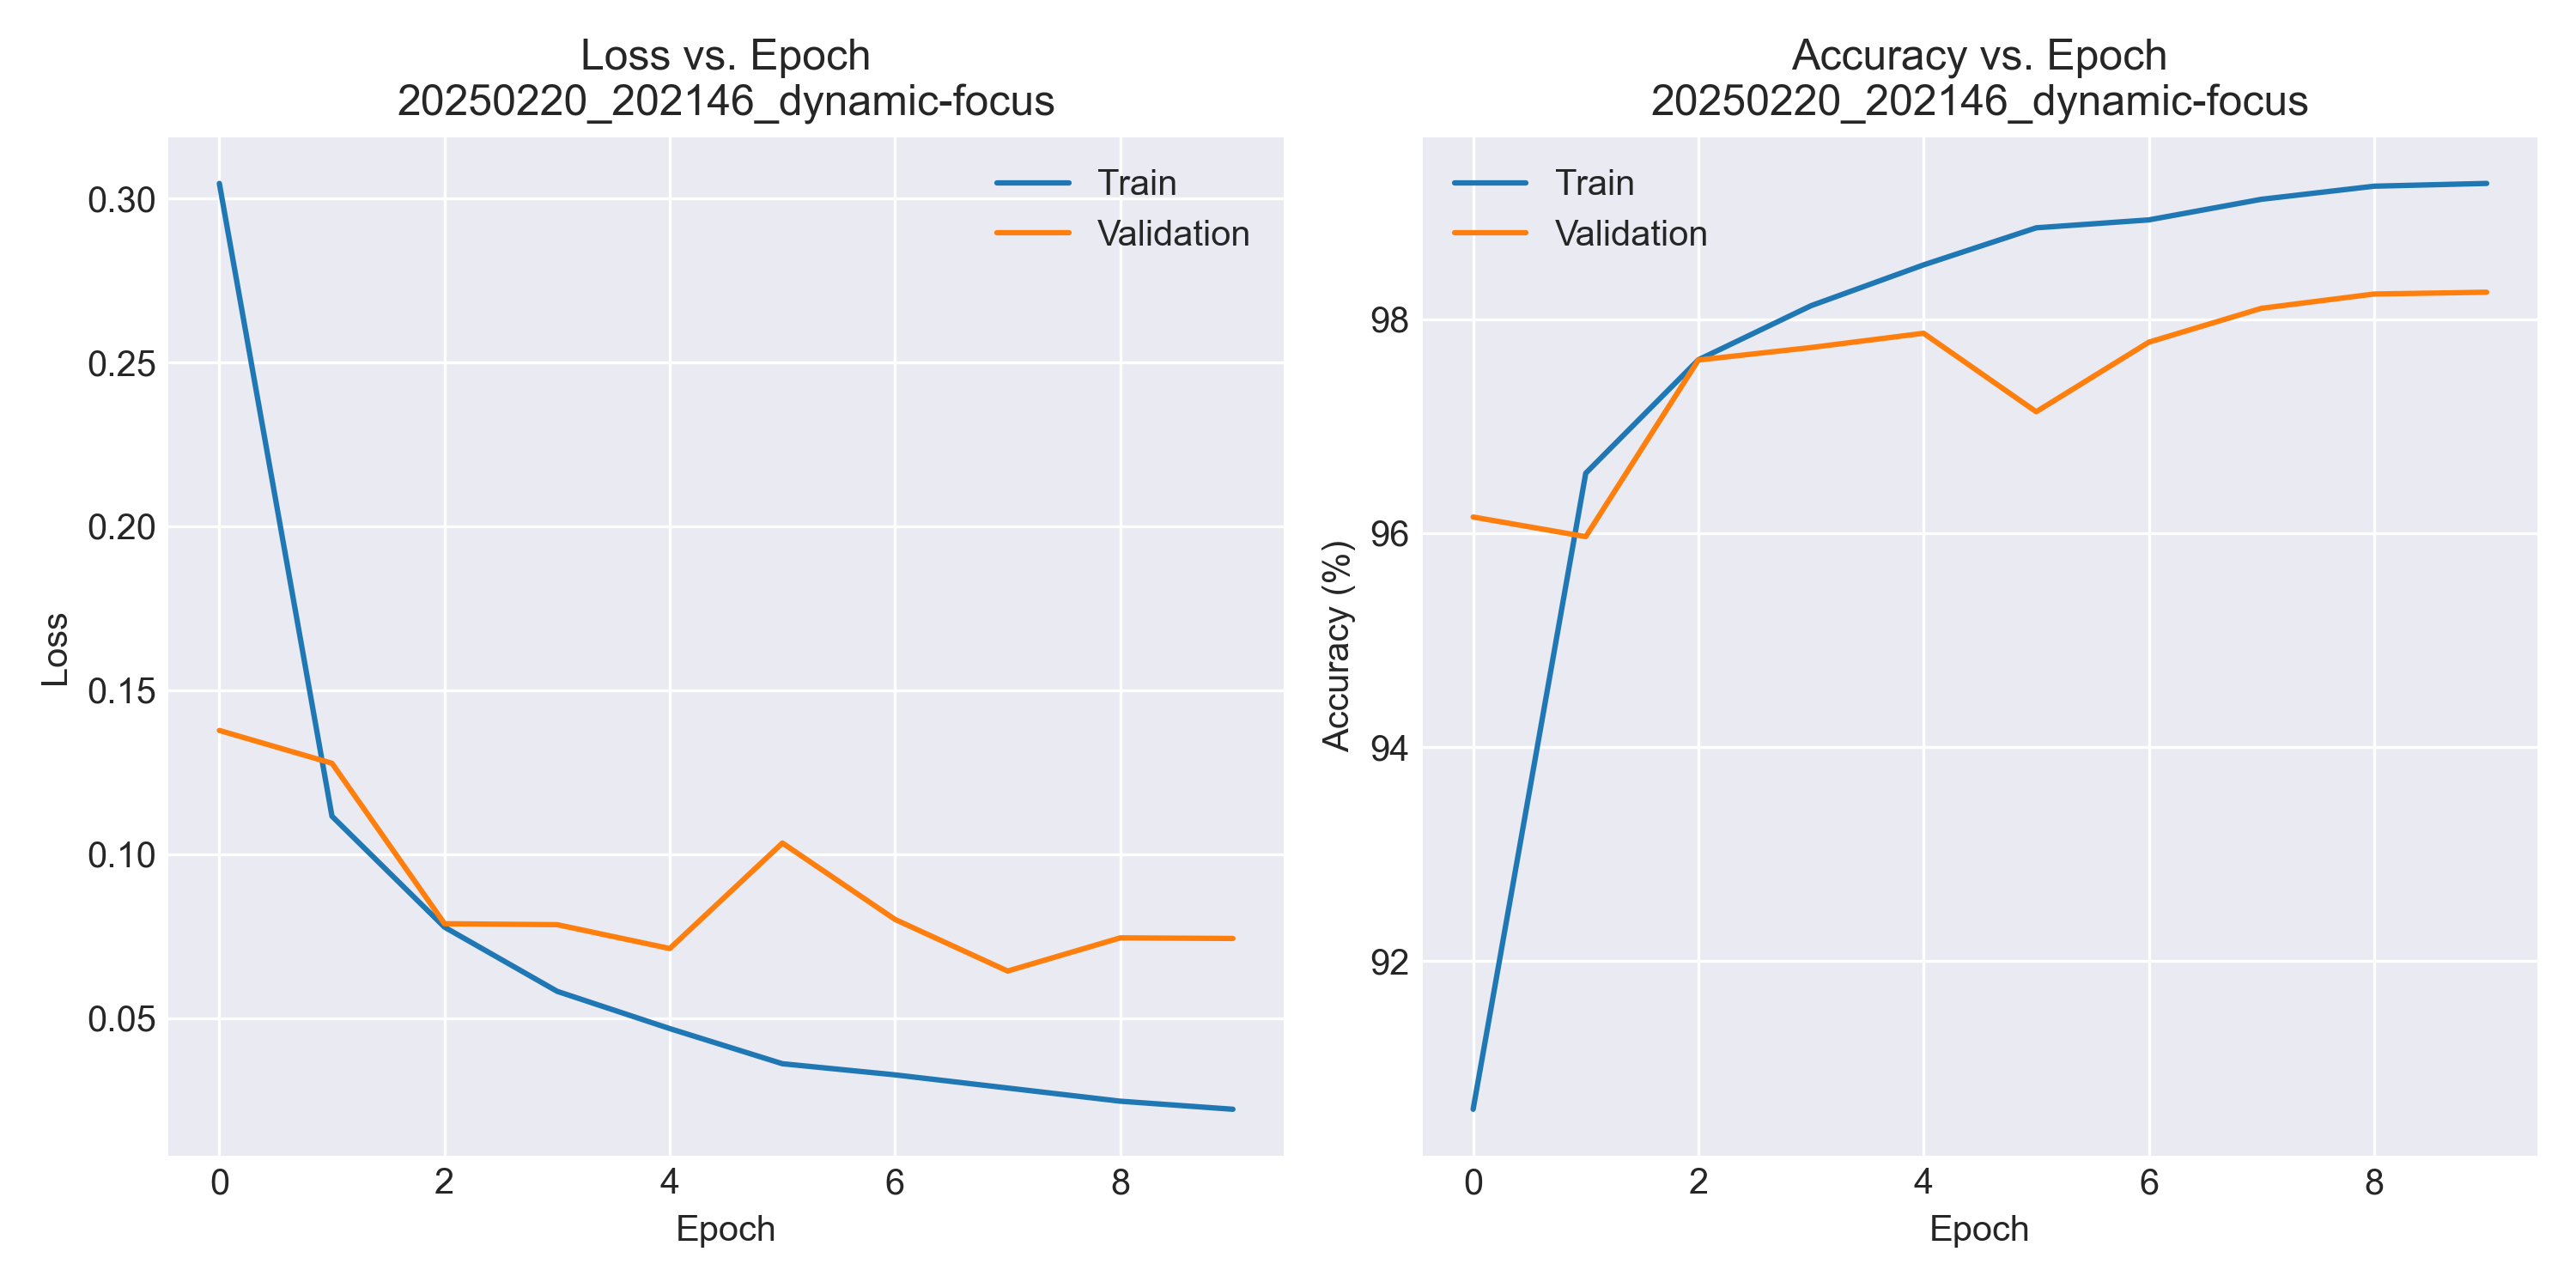 Loss vs. Epoch
20250220_202146_dynamic-focus
Train
Validation
0.30
0.25
0.20
0.15
0.10
0.05
Loss
0 2 4 6 8
Epoch
Accuracy vs. Epoch
20250220_202146_dynamic-focus
Train
Validation
98
96
94
92
Accuracy (%)
0 2 4 6 8
Epoch